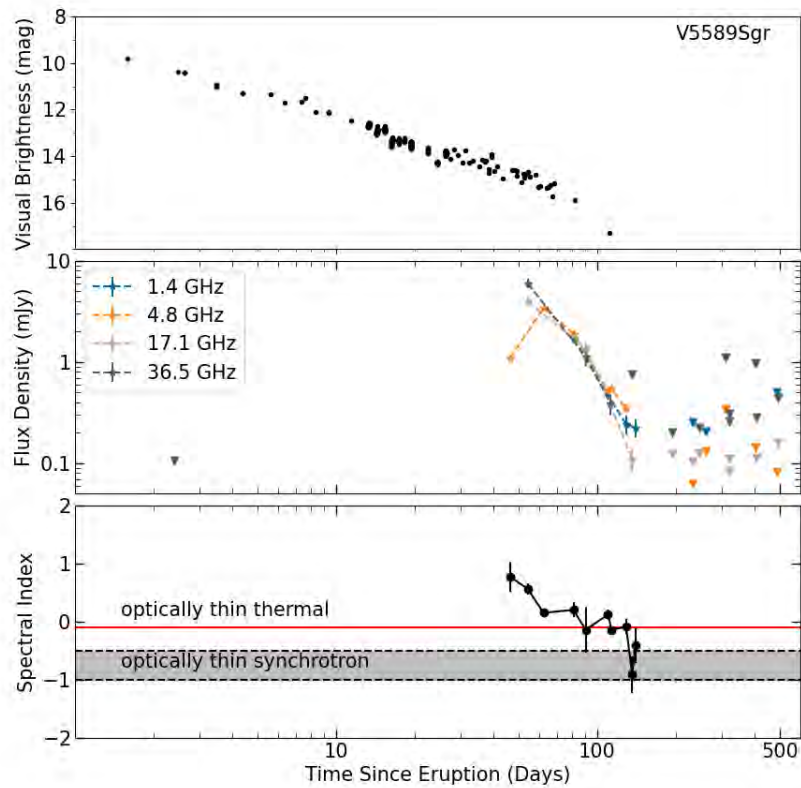 V5589Sgr
8
10
12
14
16
Visual Brightness (mag)
10
1
0.1
Flux Density (mJy)
1.4 GHz
4.8 GHz
17.1 GHz
36.5 GHz
2
1
0
−1
−2
Spectral Index
optically thin thermal
optically thin synchrotron
10 100 500
Time Since Eruption (Days)